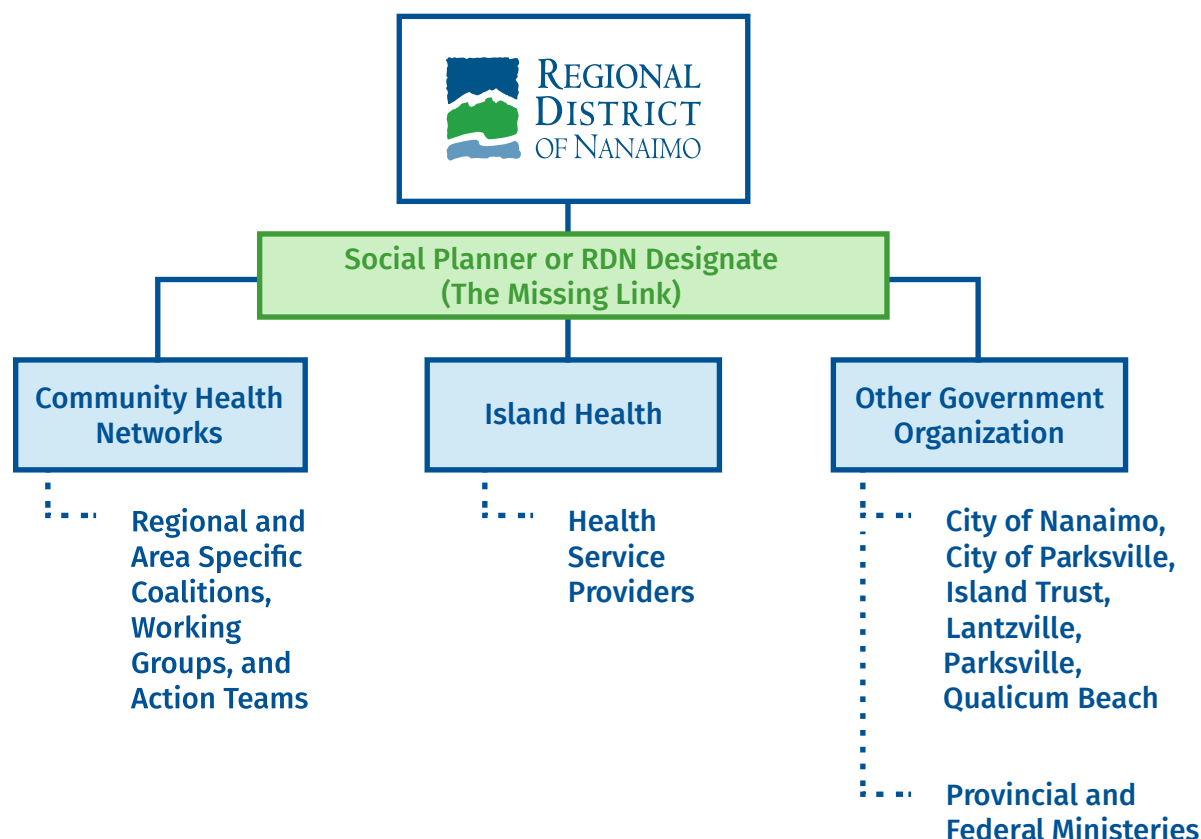 REGIONAL
DISTRICT
OF NANAIMO
Social Planner or RDN Designate
(The Missing Link)
Community Health
Networks
Island Health
Other Government
Organization
Regional and
Area Specific
Coalitions,
Working
Groups, and
Action Teams
Health
Service
Providers
City of Nanaimo,
City of Parksville,
Island Trust,
Lantzville,
Parksville,
Qualicum Beach
Provincial and
Federal Ministeries